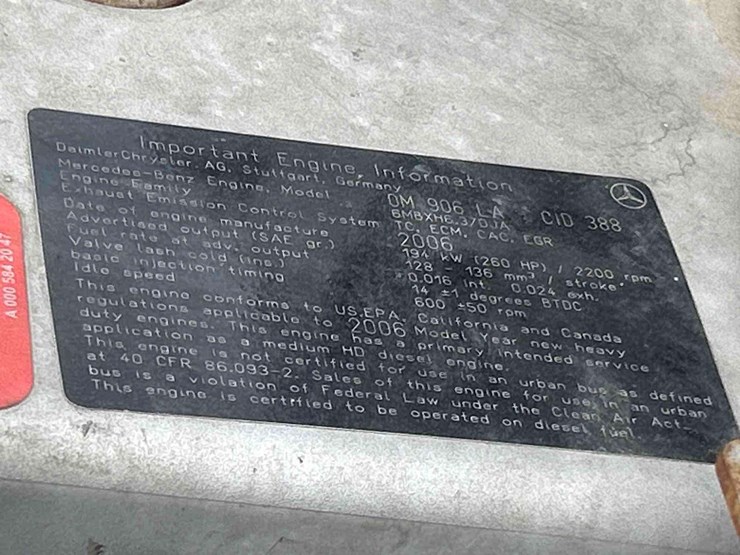 Important Engine Information
DaimlerChrysler AG, Stuttgart, Germany
Mercedes-Benz Engine, Model OM 906 LA CID 388
Engine Family 6MBXH6.37DJA
Exhaust Emission Control System TC, ECM, CAC, EGR
Date of engine manufacture 2006
Advertised output (SAE gr.) 194 kW (260 HP) / 2200 rpm
Fuel rate at adv. output 128 - 136 mm³ / stroke
Valve lash cold (ins.) 0.016 int. 0.024 exh.
basic injection timing 14 ±1 degrees BTDC
Idle speed 600 ±50 rpm
This engine conforms to US.EPA, California and Canada
regulations applicable to 2006 Model Year new heavy
duty engines. This engine has a primary intended service
application as a medium HD diesel engine.
This engine is not certified for use in an urban bus as defined
at 40 CFR 86.093-2. Sales of this engine for use in an urban
bus is a violation of Federal Law under the Clean Air Act.
This engine is certified to be operated on diesel fuel
A 000 584 20 47